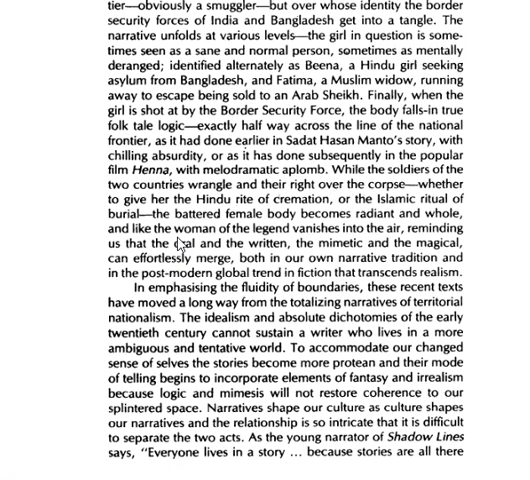 tier—obviously a smuggler—but over whose identity the border
security forces of India and Bangladesh get into a tangle. The
narrative unfolds at various levels—the girl in question is some-
times seen as a sane and normal person, sometimes as mentally
deranged; identified alternately as Beena, a Hindu girl seeking
asylum from Bangladesh, and Fatima, a Muslim widow, running
away to escape being sold to an Arab Sheikh. Finally, when the
girl is shot at by the Border Security Force, the body falls-in true
folk tale logic—exactly half way across the line of the national
frontier, as it had done earlier in Sadat Hasan Manto's story, with
chilling absurdity, or as it has done subsequently in the popular
film Henna, with melodramatic aplomb. While the soldiers of the
two countries wrangle and their right over the corpse—whether
to give her the Hindu rite of cremation, or the Islamic ritual of
burial—the battered female body becomes radiant and whole,
and like the woman of the legend vanishes into the air, reminding
us that the and the written, the mimetic and the magical,
can effortlessly merge, both in our own narrative tradition and
in the post-modern global trend in fiction that transcends realism.
In emphasising the fluidity of boundaries, these recent texts
have moved a long way from the totalizing narratives of territorial
nationalism. The idealism and absolute dichotomies of the early
twentieth century cannot sustain a writer who lives in a more
ambiguous and tentative world. To accommodate our changed
sense of selves the stories become more protean and their mode
of telling begins to incorporate elements of fantasy and irrealism
because logic and mimesis will not restore coherence to our
splintered space. Narratives shape our culture as culture shapes
our narratives and the relationship is so intricate that it is difficult
to separate the two acts. As the young narrator of Shadow Lines
says, "Everyone lives in a story ... because stories are all there